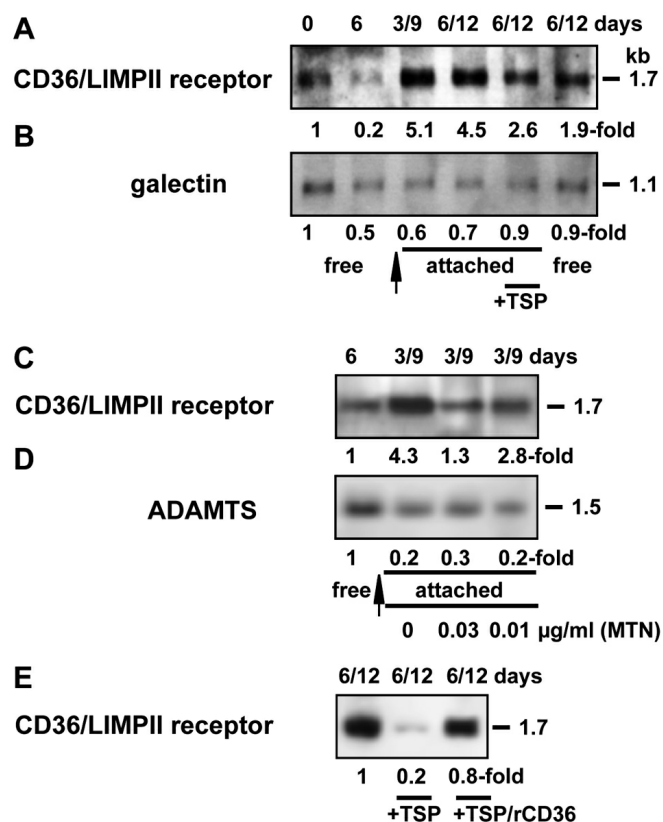 A
0 6 3/9 6/12 6/12 6/12 days
kb
CD36/LIMPII receptor
1.7
1 0.2 5.1 4.5 2.6 1.9-fold
B
galectin
1.1
1 0.5 0.6 0.7 0.9 0.9-fold
free attached free
+TSP
C
6 3/9 3/9 3/9 days
CD36/LIMPII receptor
1.7
1 4.3 1.3 2.8-fold
D
ADAMTS
1.5
1 0.2 0.3 0.2-fold
free attached
0 0.03 0.01 µg/ml (MTN)
E
6/12 6/12 6/12 days
CD36/LIMPII receptor
1.7
1 0.2 0.8-fold
+TSP +TSP/rCD36